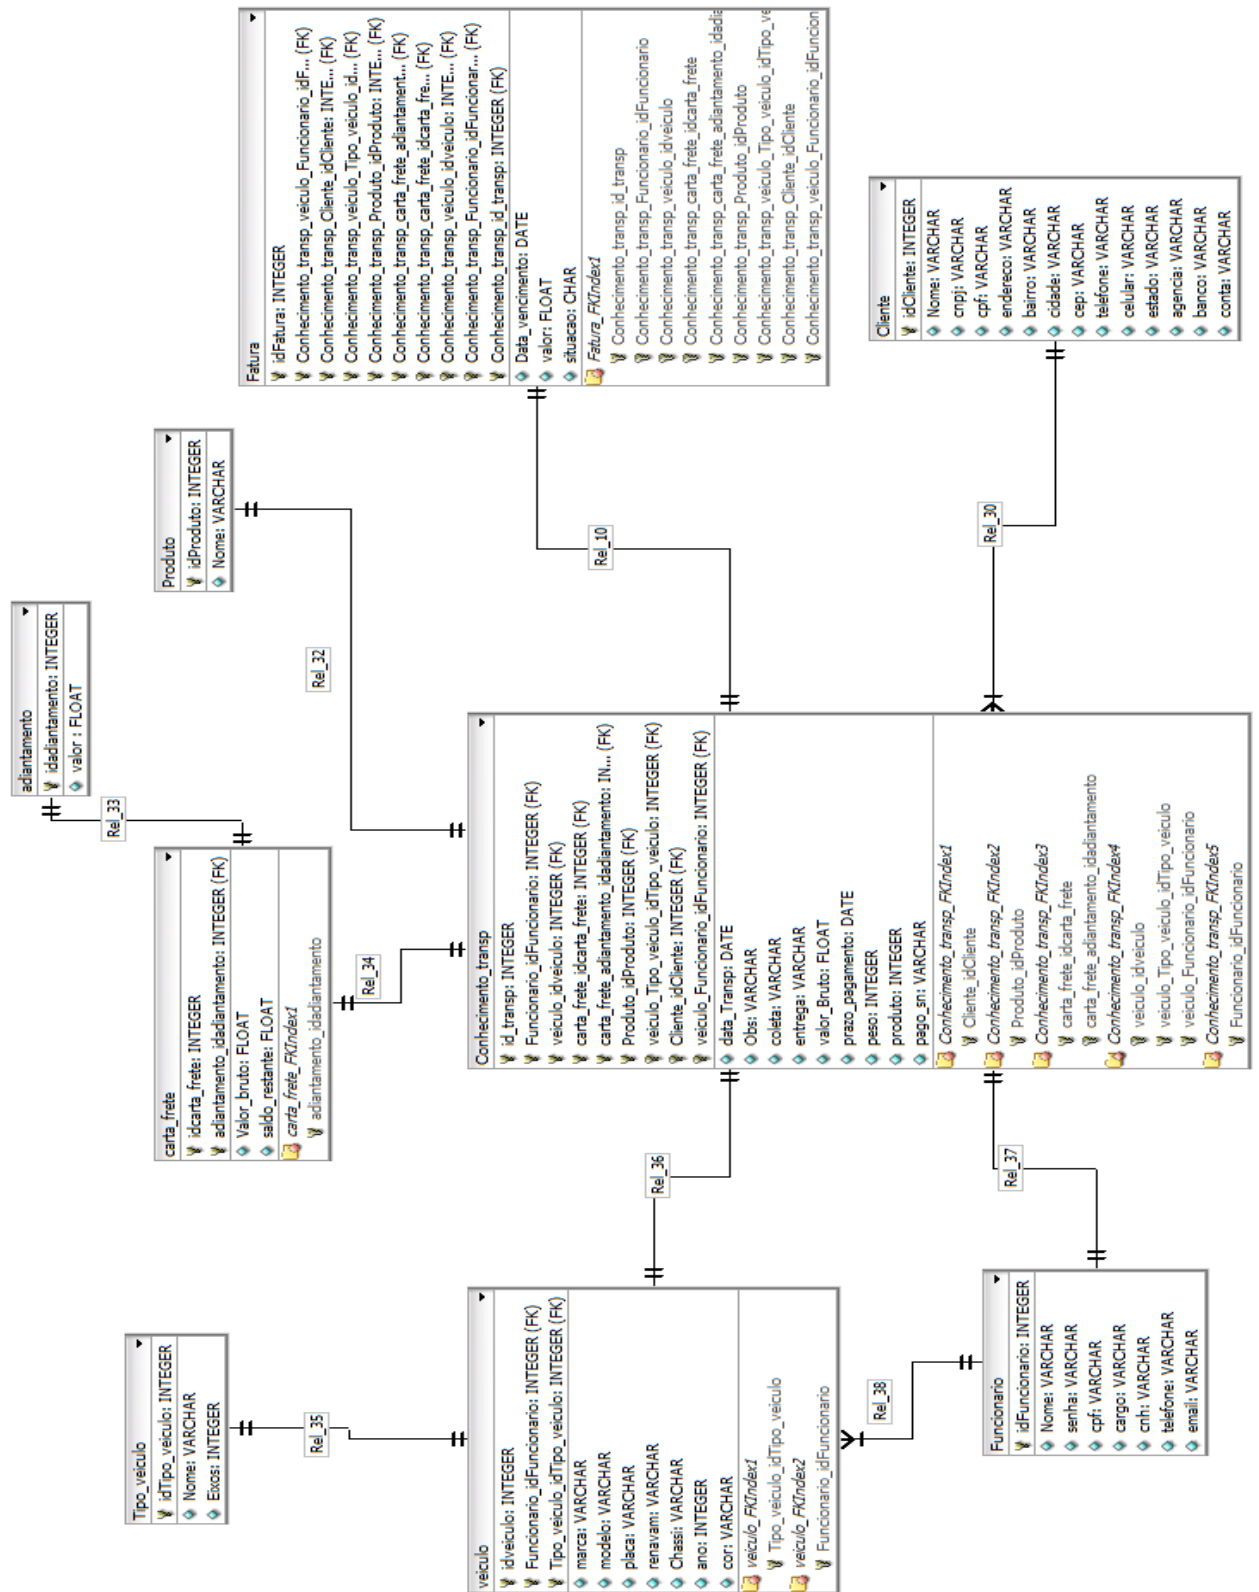 Tipo_veiculo
idTipo_veiculo: INTEGER
Nome: VARCHAR
Eixos: INTEGER
Rel_35
veiculo
idveiculo: INTEGER
Funcionario_idFuncionario: INTEGER (FK)
Tipo_veiculo_idTipo_veiculo: INTEGER (FK)
marca: VARCHAR
modelo: VARCHAR
placa: VARCHAR
renavam: VARCHAR
Chassi: VARCHAR
ano: INTEGER
cor: VARCHAR
veiculo_FKIndex1
Tipo_veiculo_idTipo_veiculo
veiculo_FKIndex2
Funcionario_idFuncionario
Rel_38
Funcionario
idFuncionario: INTEGER
Nome: VARCHAR
senha: VARCHAR
cpf: VARCHAR
cargo: VARCHAR
cnh: VARCHAR
telefone: VARCHAR
email: VARCHAR
Rel_36
Rel_37
carta_frete
idcarta_frete: INTEGER
adiantamento_idadiantamento: INTEGER (FK)
Valor_bruto: FLOAT
saldo_restante: FLOAT
carta_frete_FKIndex1
adiantamento_idadiantamento
Rel_34
Rel_33
adiantamento
idadiantamento: INTEGER
valor : FLOAT
Conhecimento_transp
id_transp: INTEGER
Funcionario_idFuncionario: INTEGER (FK)
veiculo_idveiculo: INTEGER (FK)
carta_frete_idcarta_frete: INTEGER (FK)
carta_frete_adiantamento_idadiantamento: IN... (FK)
Produto_idProduto: INTEGER (FK)
veiculo_Tipo_veiculo_idTipo_veiculo: INTEGER (FK)
Cliente_idCliente: INTEGER (FK)
veiculo_Funcionario_idFuncionario: INTEGER (FK)
data_Transp: DATE
Obs: VARCHAR
coleta: VARCHAR
entrega: VARCHAR
valor_Bruto: FLOAT
prazo_pagamento: DATE
peso: INTEGER
produto: INTEGER
pago_sn: VARCHAR
Conhecimento_transp_FKIndex1
Cliente_idCliente
Conhecimento_transp_FKIndex2
Produto_idProduto
Conhecimento_transp_FKIndex3
carta_frete_idcarta_frete
carta_frete_adiantamento_idadiantamento
Conhecimento_transp_FKIndex4
veiculo_idveiculo
veiculo_Tipo_veiculo_idTipo_veiculo
veiculo_Funcionario_idFuncionario
Conhecimento_transp_FKIndex5
Funcionario_idFuncionario
Rel_32
Produto
idProduto: INTEGER
Nome: VARCHAR
Rel_10
Rel_30
Fatura
idFatura: INTEGER
Conhecimento_transp_veiculo_Funcionario_idF... (FK)
Conhecimento_transp_Cliente_idCliente: INTE... (FK)
Conhecimento_transp_veiculo_Tipo_veiculo_id... (FK)
Conhecimento_transp_Produto_idProduto: INTE... (FK)
Conhecimento_transp_carta_frete_adiantament... (FK)
Conhecimento_transp_carta_frete_idcarta_fre... (FK)
Conhecimento_transp_veiculo_idveiculo: INTE... (FK)
Conhecimento_transp_Funcionario_idFuncionar... (FK)
Conhecimento_transp_id_transp: INTEGER (FK)
Data_vencimento: DATE
valor: FLOAT
situacao: CHAR
Fatura_FKIndex1
Conhecimento_transp_id_transp
Conhecimento_transp_Funcionario_idFuncionario
Conhecimento_transp_veiculo_idveiculo
Conhecimento_transp_carta_frete_idcarta_frete
Conhecimento_transp_carta_frete_adiantamento_idadia
Conhecimento_transp_Produto_idProduto
Conhecimento_transp_veiculo_Tipo_veiculo_idTipo_ve
Conhecimento_transp_Cliente_idCliente
Conhecimento_transp_veiculo_Funcionario_idFuncion
Cliente
idCliente: INTEGER
Nome: VARCHAR
cnpj: VARCHAR
cpf: VARCHAR
endereco: VARCHAR
bairro: VARCHAR
cidade: VARCHAR
cep: VARCHAR
telefone: VARCHAR
celular: VARCHAR
estado: VARCHAR
agencia: VARCHAR
banco: VARCHAR
conta: VARCHAR